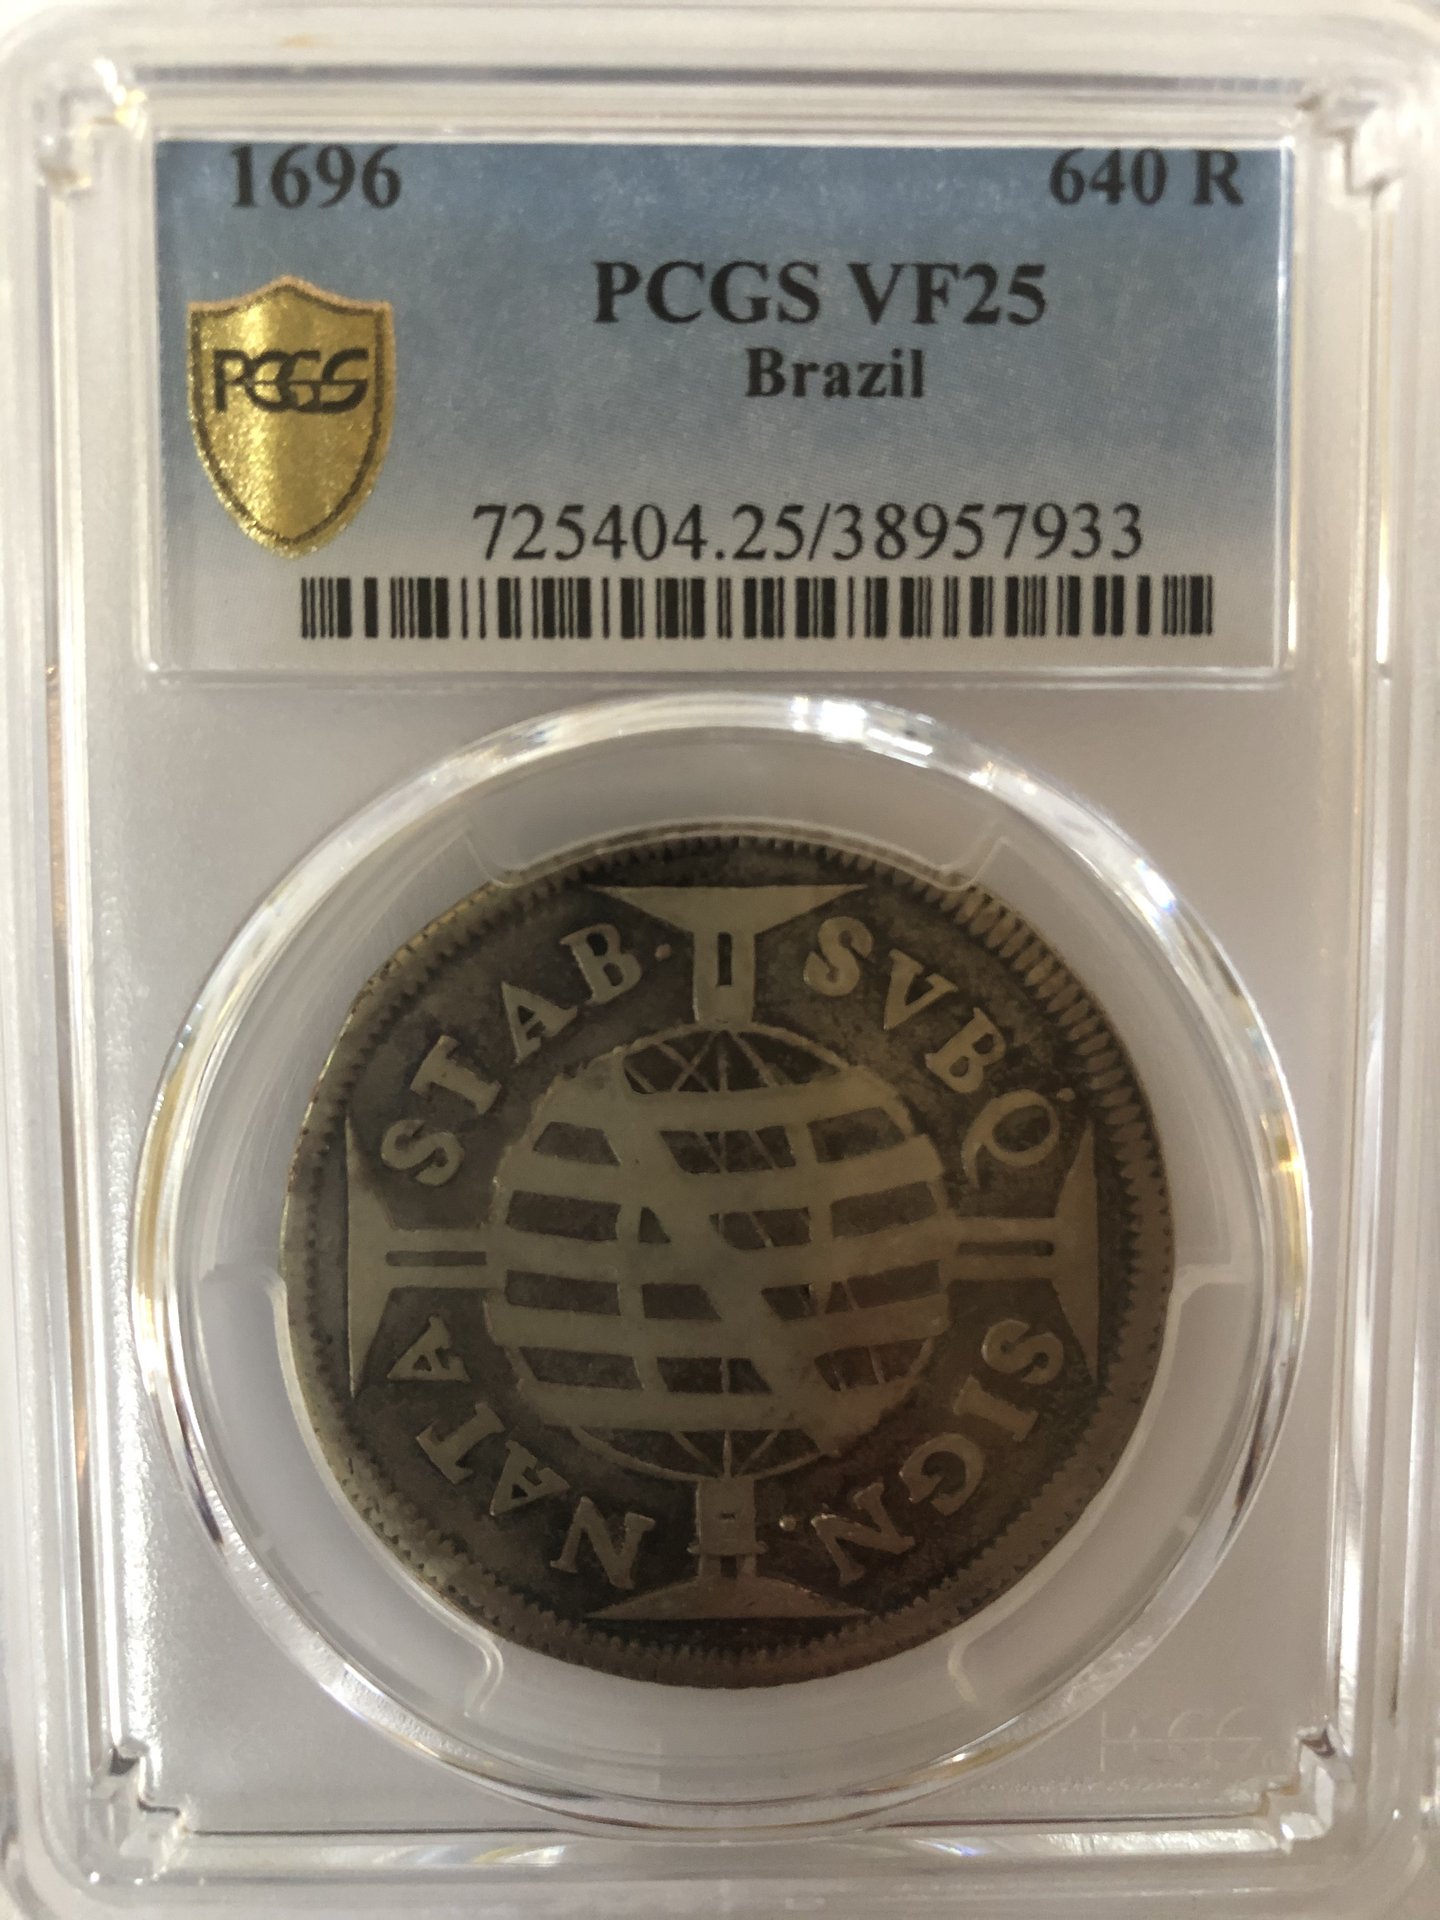 1696 640 R
PCGS VF25
Brazil
PCGS
725404.25/38957933
SVBQ
SIGN.
NATA
STAB.